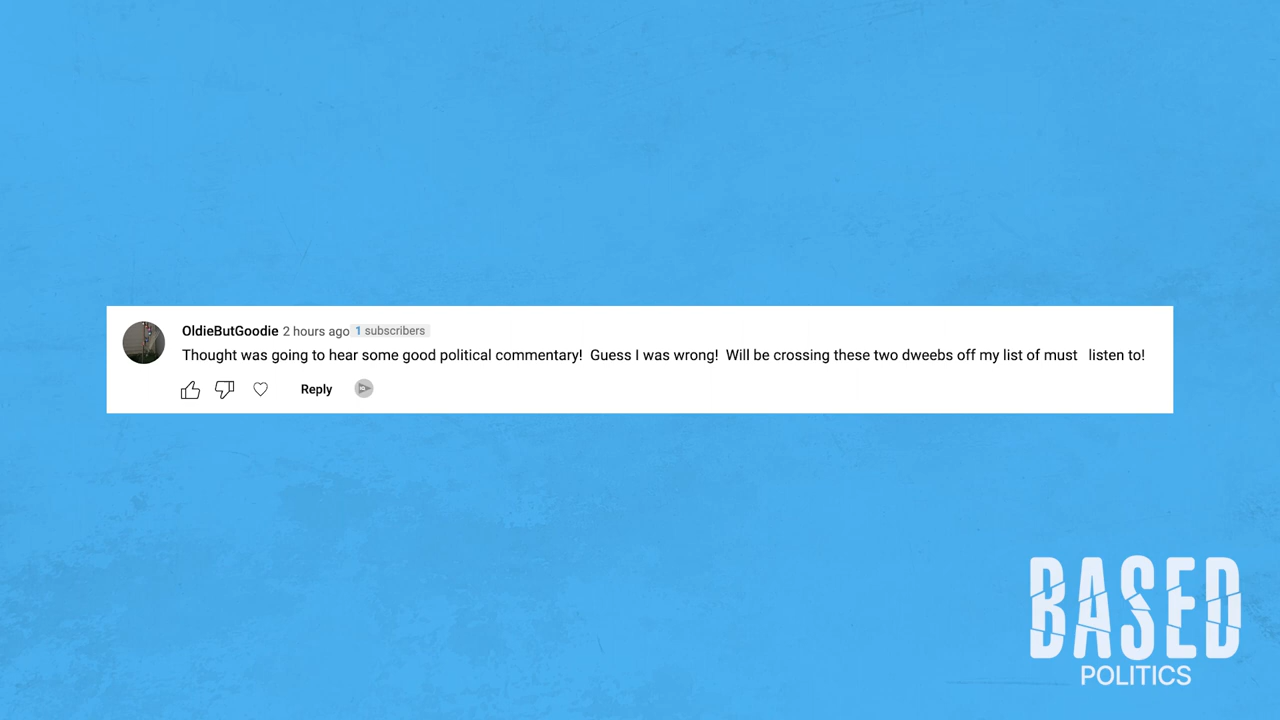 OldieButGoodie 2 hours ago 1 subscribers
Thought was going to hear some good political commentary!  Guess I was wrong!  Will be crossing these two dweebs off my list of must   listen to!
Reply
BASED
POLITICS